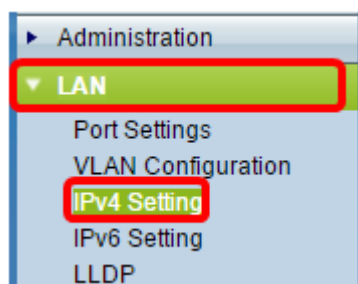 Administration
LAN
Port Settings
VLAN Configuration
IPv4 Setting
IPv6 Setting
LLDP